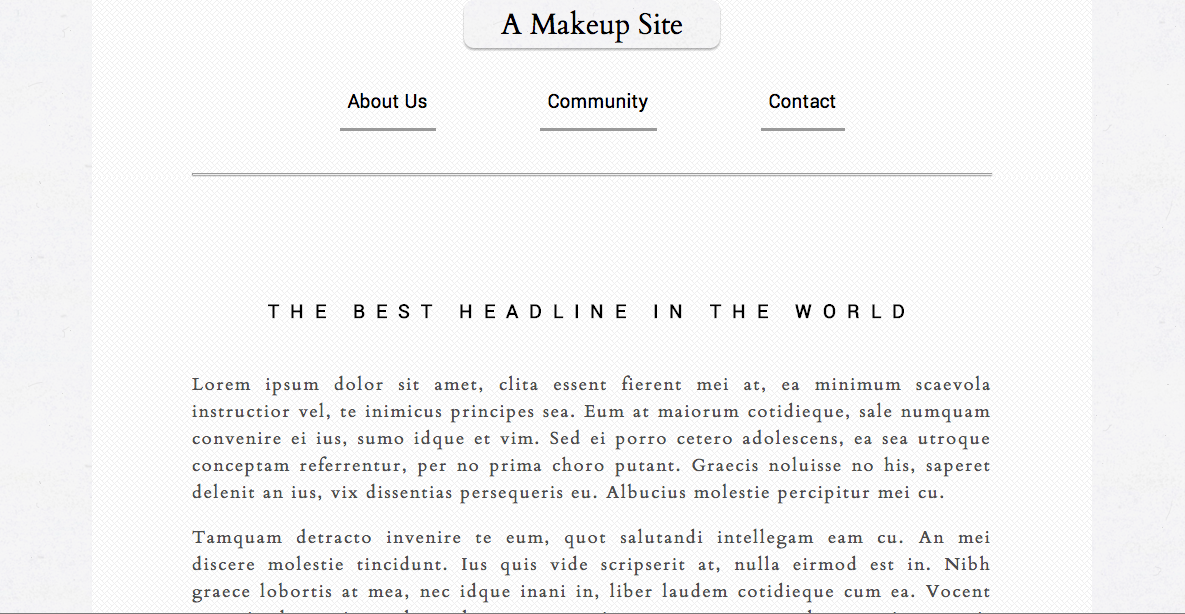 A Makeup Site
About Us Community Contact
THE BEST HEADLINE IN THE WORLD
Lorem ipsum dolor sit amet, clita essent fierent mei at, ea minimum scaevola
instructior vel, te inimicus principes sea. Eum at maiorum cotidieque, sale numquam
convenire ei ius, sumo idque et vim. Sed ei porro cetero adolescens, ea sea utroque
conceptam referrentur, per no prima choro putant. Graecis noluisse no his, saperet
delenit an ius, vix dissentias persequeris eu. Albucius molestie percipitur mei cu.
Tamquam detracto invenire te eum, quot salutandi intellegam eam cu. An mei
discere molestie tincidunt. Ius quis vide scripserit at, nulla eirmod est in. Nibh
graece lobortis at mea, nec idque inani in, liber laudem cotidieque cum ea. Vocent